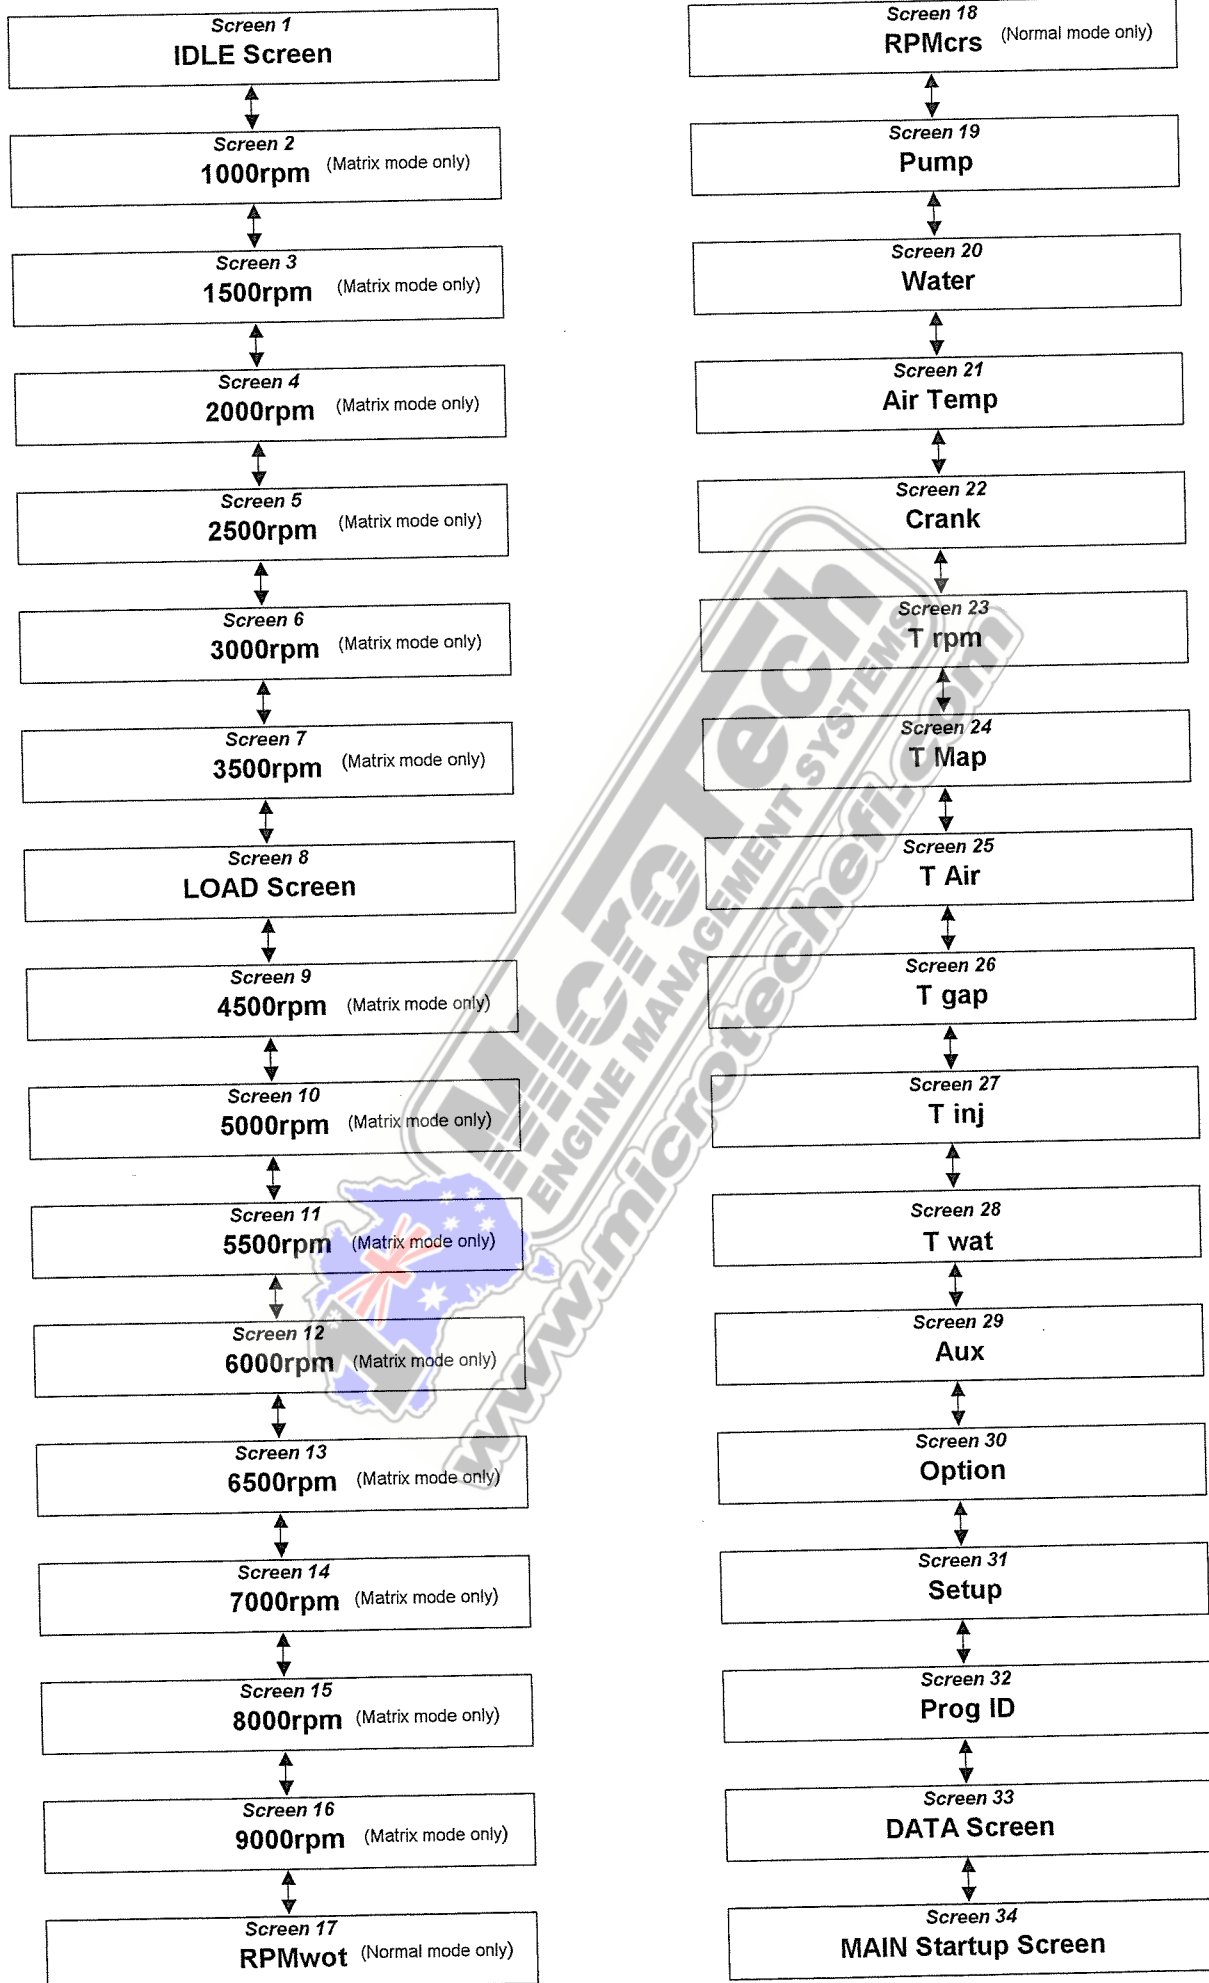 Screen 1
IDLE Screen
Screen 2
1000rpm (Matrix mode only)
Screen 3
1500rpm (Matrix mode only)
Screen 4
2000rpm (Matrix mode only)
Screen 5
2500rpm (Matrix mode only)
Screen 6
3000rpm (Matrix mode only)
Screen 7
3500rpm (Matrix mode only)
Screen 8
LOAD Screen
Screen 9
4500rpm (Matrix mode only)
Screen 10
5000rpm (Matrix mode only)
Screen 11
5500rpm (Matrix mode only)
Screen 12
6000rpm (Matrix mode only)
Screen 13
6500rpm (Matrix mode only)
Screen 14
7000rpm (Matrix mode only)
Screen 15
8000rpm (Matrix mode only)
Screen 16
9000rpm (Matrix mode only)
Screen 17
RPMwot (Normal mode only)
Screen 18
RPMcrs (Normal mode only)
Screen 19
Pump
Screen 20
Water
Screen 21
Air Temp
Screen 22
Crank
Screen 23
T rpm
Screen 24
T Map
Screen 25
T Air
Screen 26
T gap
Screen 27
T inj
Screen 28
T wat
Screen 29
Aux
Screen 30
Option
Screen 31
Setup
Screen 32
Prog ID
Screen 33
DATA Screen
Screen 34
MAIN Startup Screen
MicroTech
ENGINE MANAGEMENT SYSTEMS
www.microtechefi.com